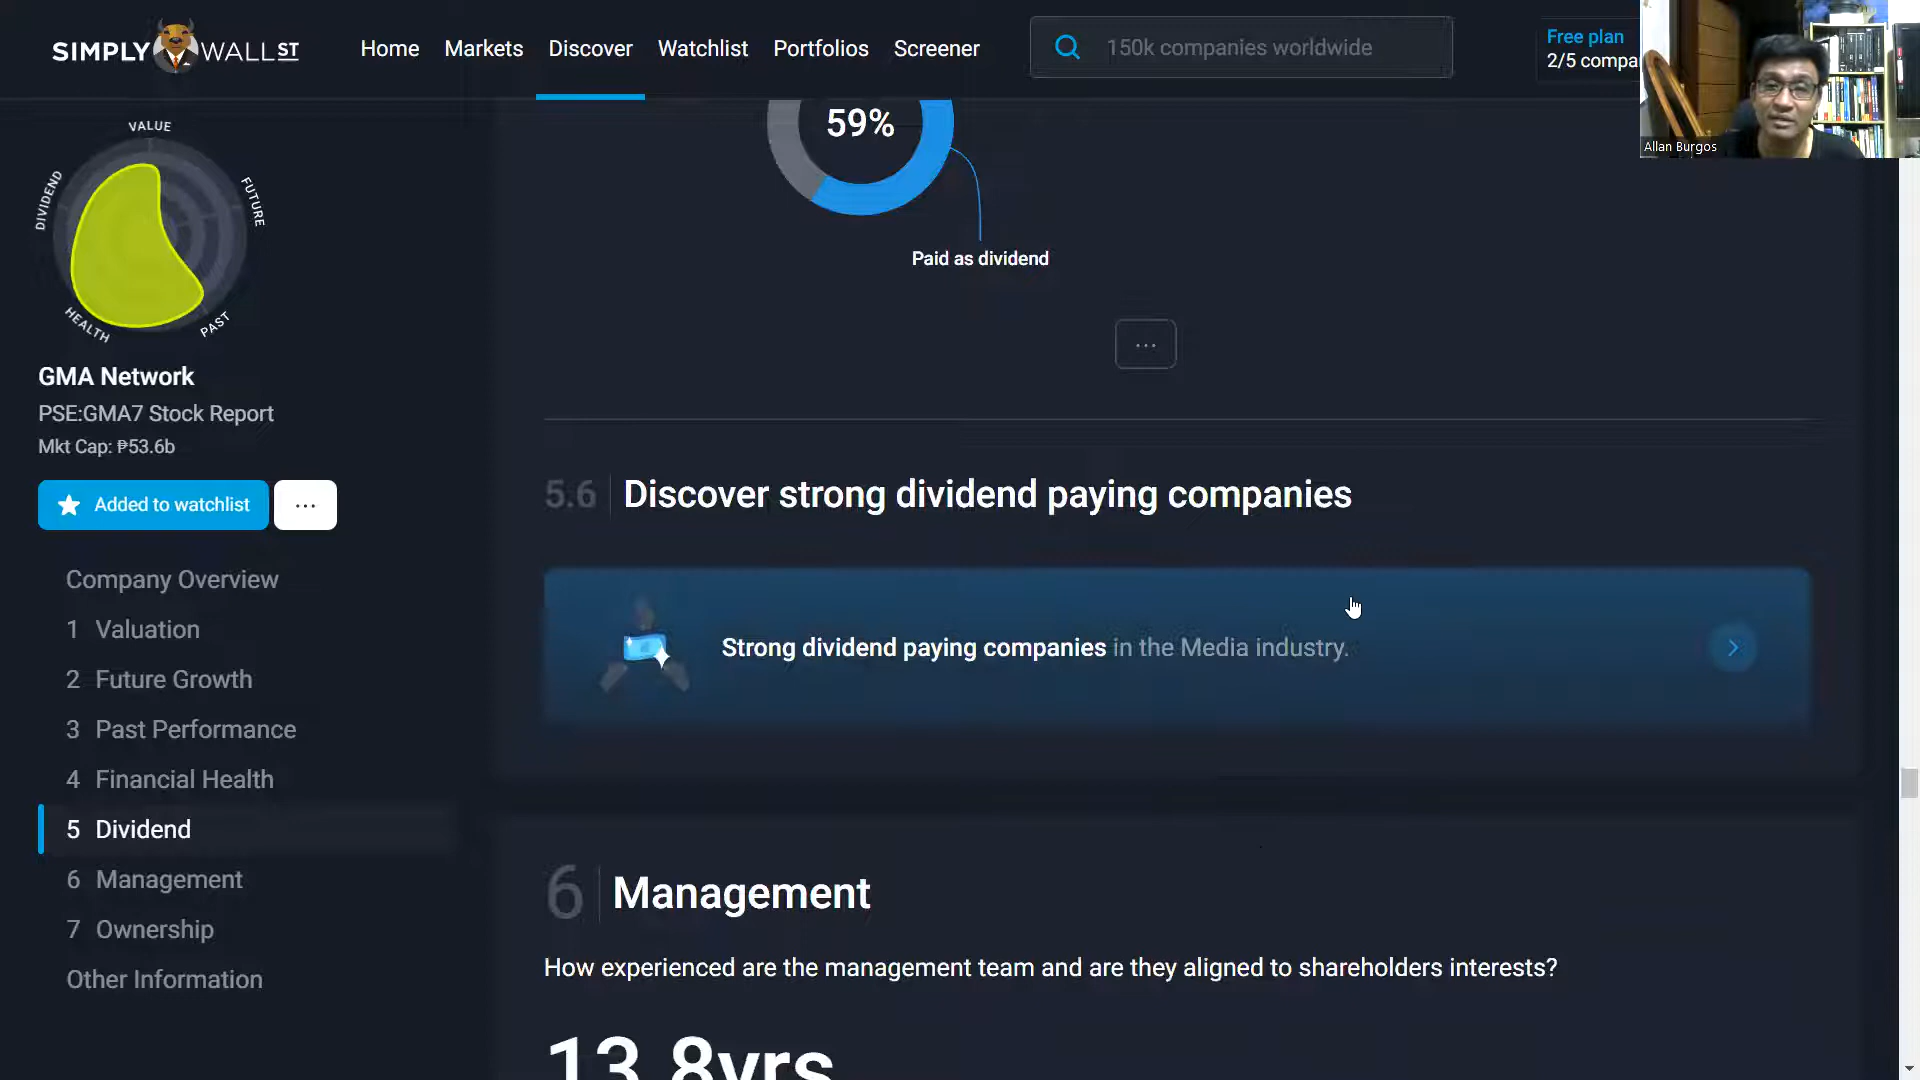 SIMPLY WALL ST
Home
Markets
Discover
Watchlist
Portfolios
Screener
150k companies worldwide
Free plan
2/5 compa
Allan Burgos
VALUE
FUTURE
PAST
HEALTH
DIVIDEND
GMA Network
PSE:GMA7 Stock Report
Mkt Cap: ₱53.6b
Added to watchlist
...
Company Overview
1 Valuation
2 Future Growth
3 Past Performance
4 Financial Health
5 Dividend
6 Management
7 Ownership
Other Information
59%
Paid as dividend
...
5.6 Discover strong dividend paying companies
Strong dividend paying companies in the Media industry.
6 Management
How experienced are the management team and are they aligned to shareholders interests?
13.8yrs